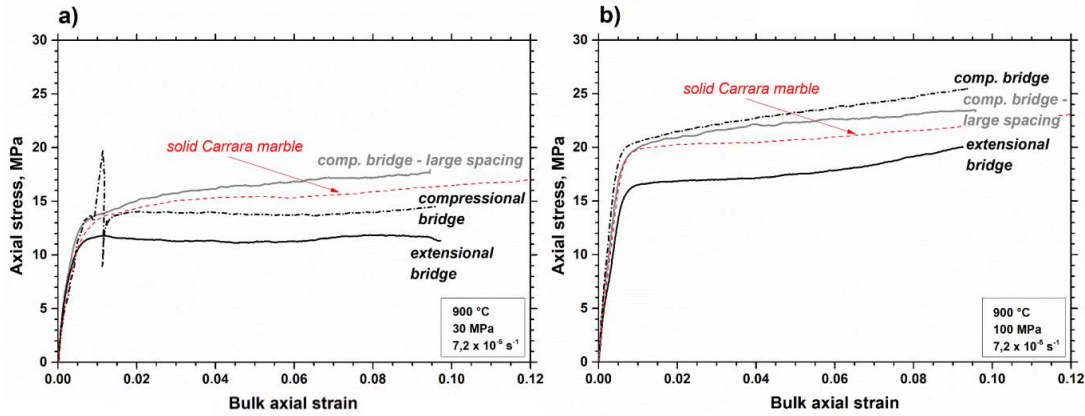 a)
30
25
20
15
10
5
0
Axial stress, MPa
solid Carrara marble
comp. bridge - large spacing
compressional
bridge
extensional
bridge
900 °C
30 MPa
7,2 x 10⁻⁵ s⁻¹
0.00 0.02 0.04 0.06 0.08 0.10 0.12
Bulk axial strain
b)
30
25
20
15
10
5
0
Axial stress, MPa
comp. bridge
solid Carrara marble
comp. bridge -
large spacing
extensional
bridge
900 °C
100 MPa
7,2 x 10⁻⁵ s⁻¹
0.00 0.02 0.04 0.06 0.08 0.10 0.12
Bulk axial strain